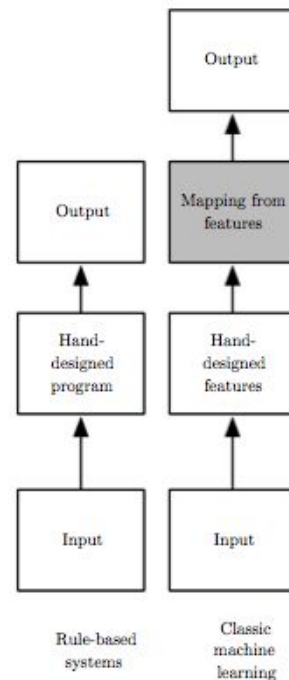 Output
Output
Mapping from
features
Hand-
designed
program
Hand-
designed
features
Input
Input
Rule-based
systems
Classic
machine
learning